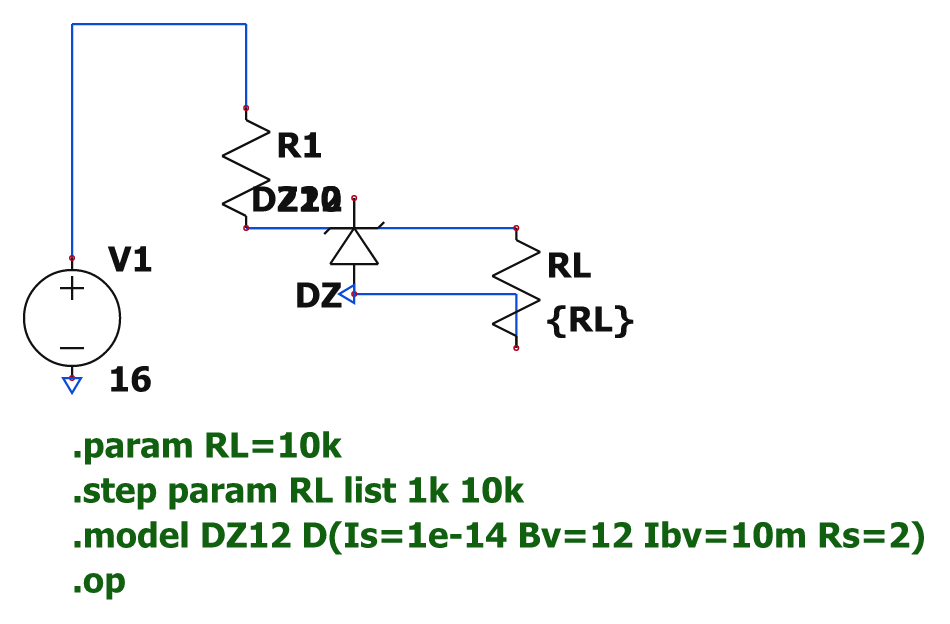 R1
DZ12
V1
RL
DZ
{RL}
16
.param RL=10k
.step param RL list 1k 10k
.model DZ12 D(Is=1e-14 Bv=12 Ibv=10m Rs=2)
.op